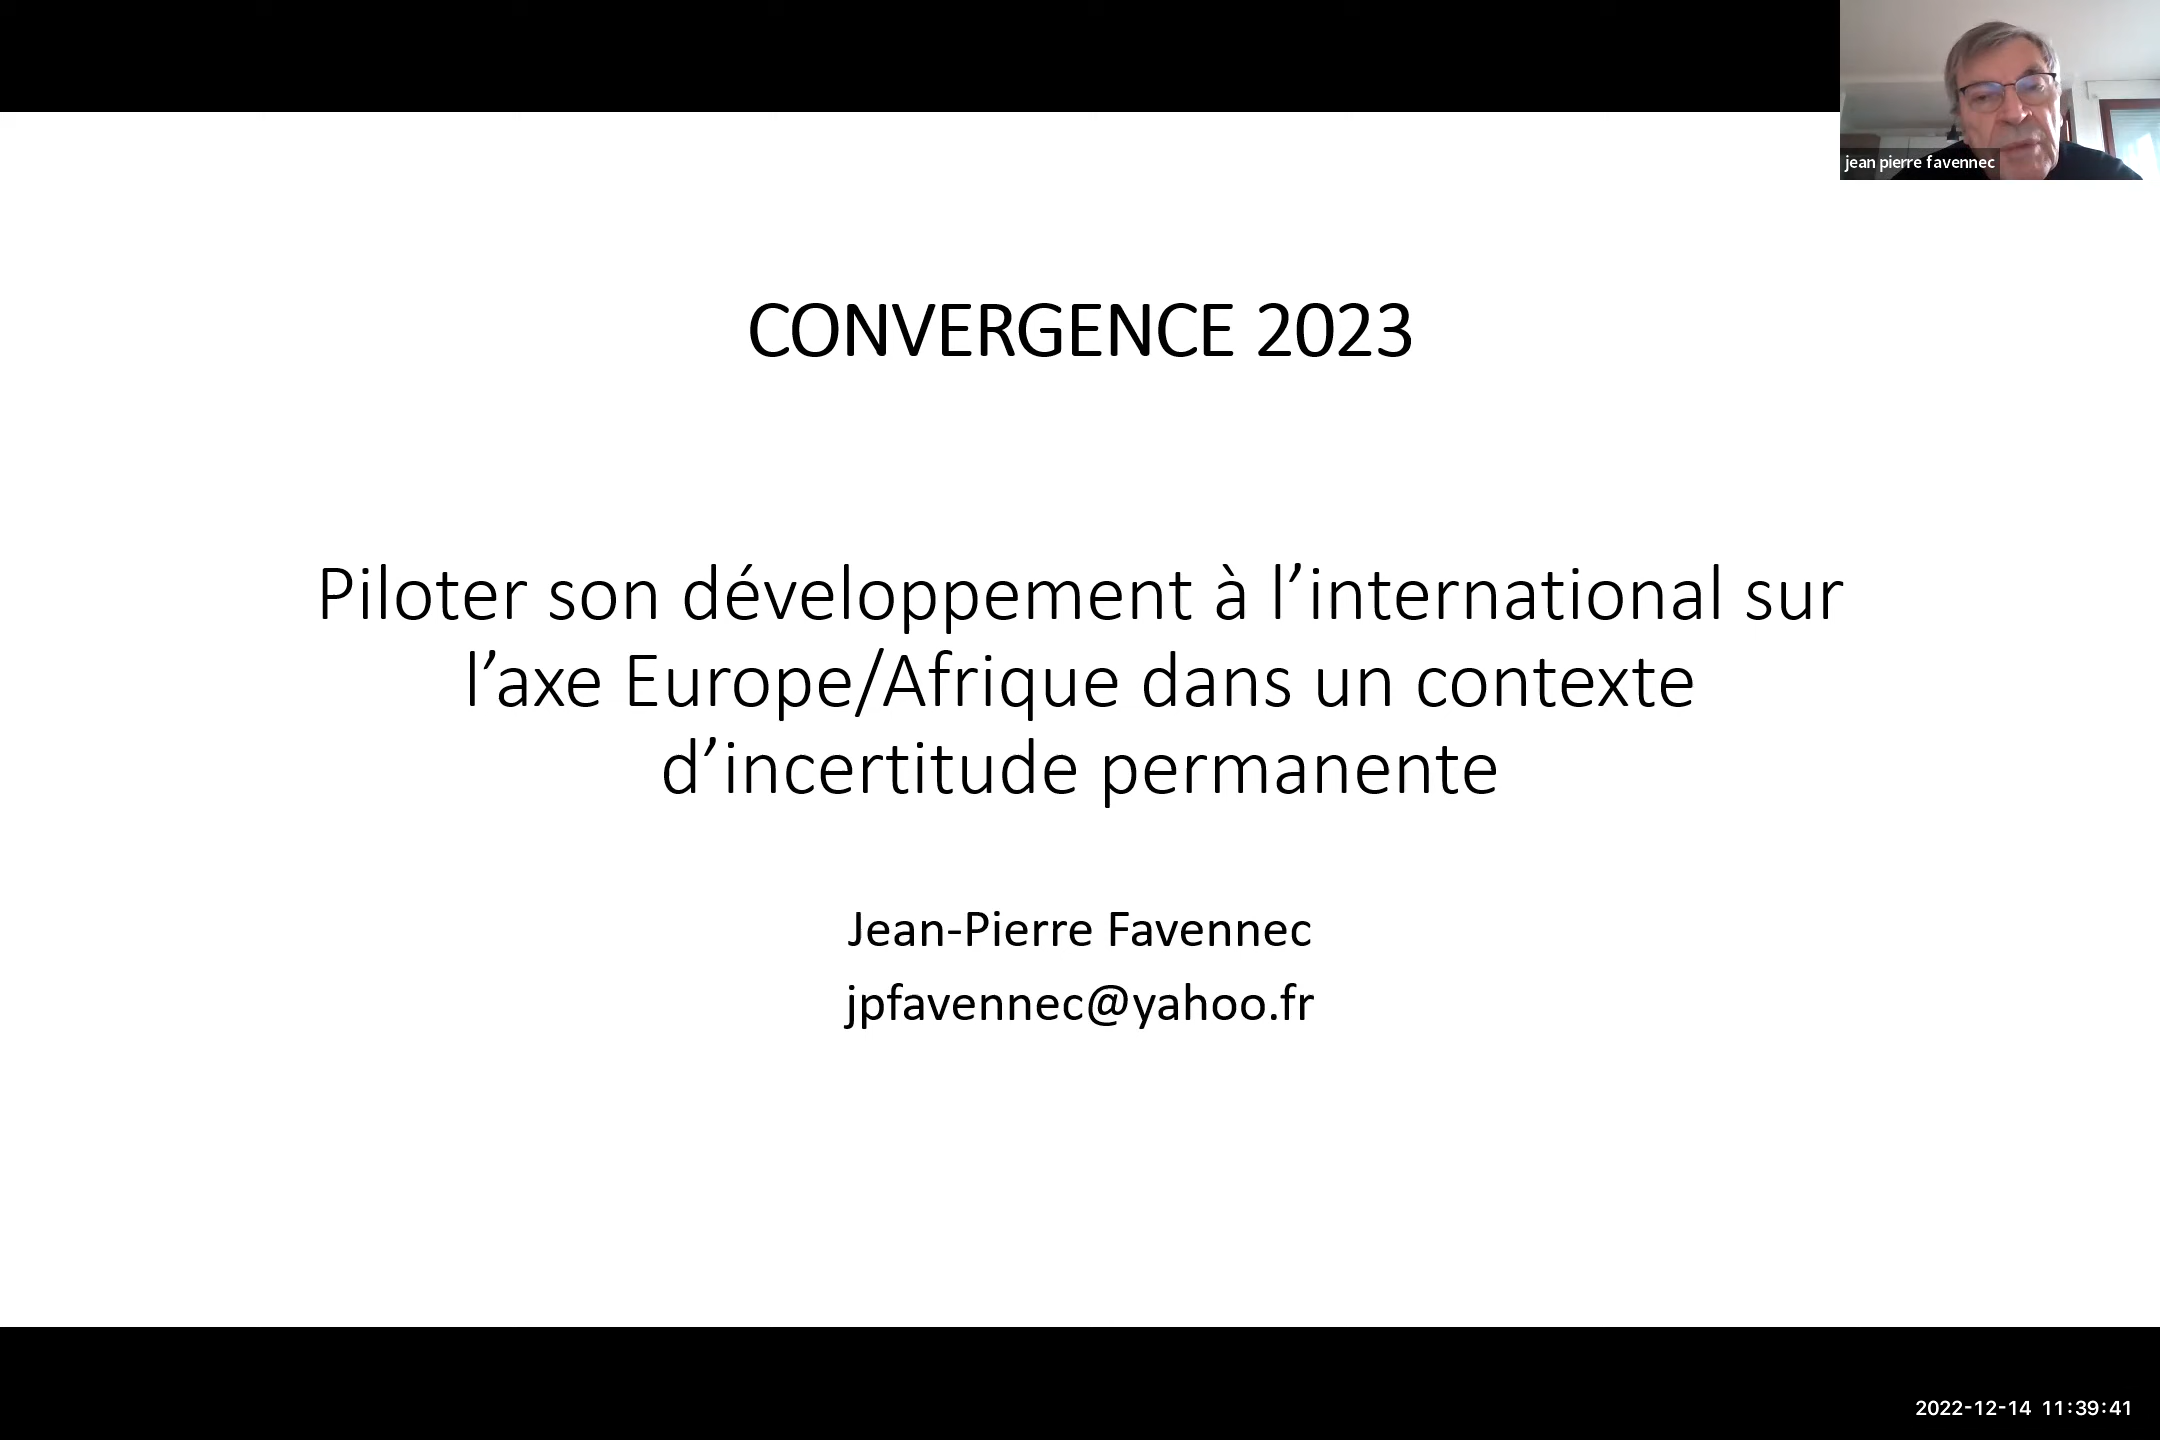 jean pierre favennec
CONVERGENCE 2023
Piloter son développement à l’international sur
l’axe Europe/Afrique dans un contexte
d’incertitude permanente
Jean-Pierre Favennec
jpfavennec@yahoo.fr
2022-12-14 11:39:41